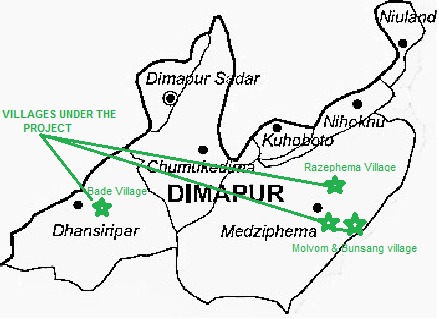 Niuland
Dimapur Sadar
VILLAGES UNDER THE
PROJECT
Nihokhu
Kuhoboto
Chumukedima
Razephema Village
Bade Village
DIMAPUR
Dhansiripar
Medziphema
Molvom & Bunsang village